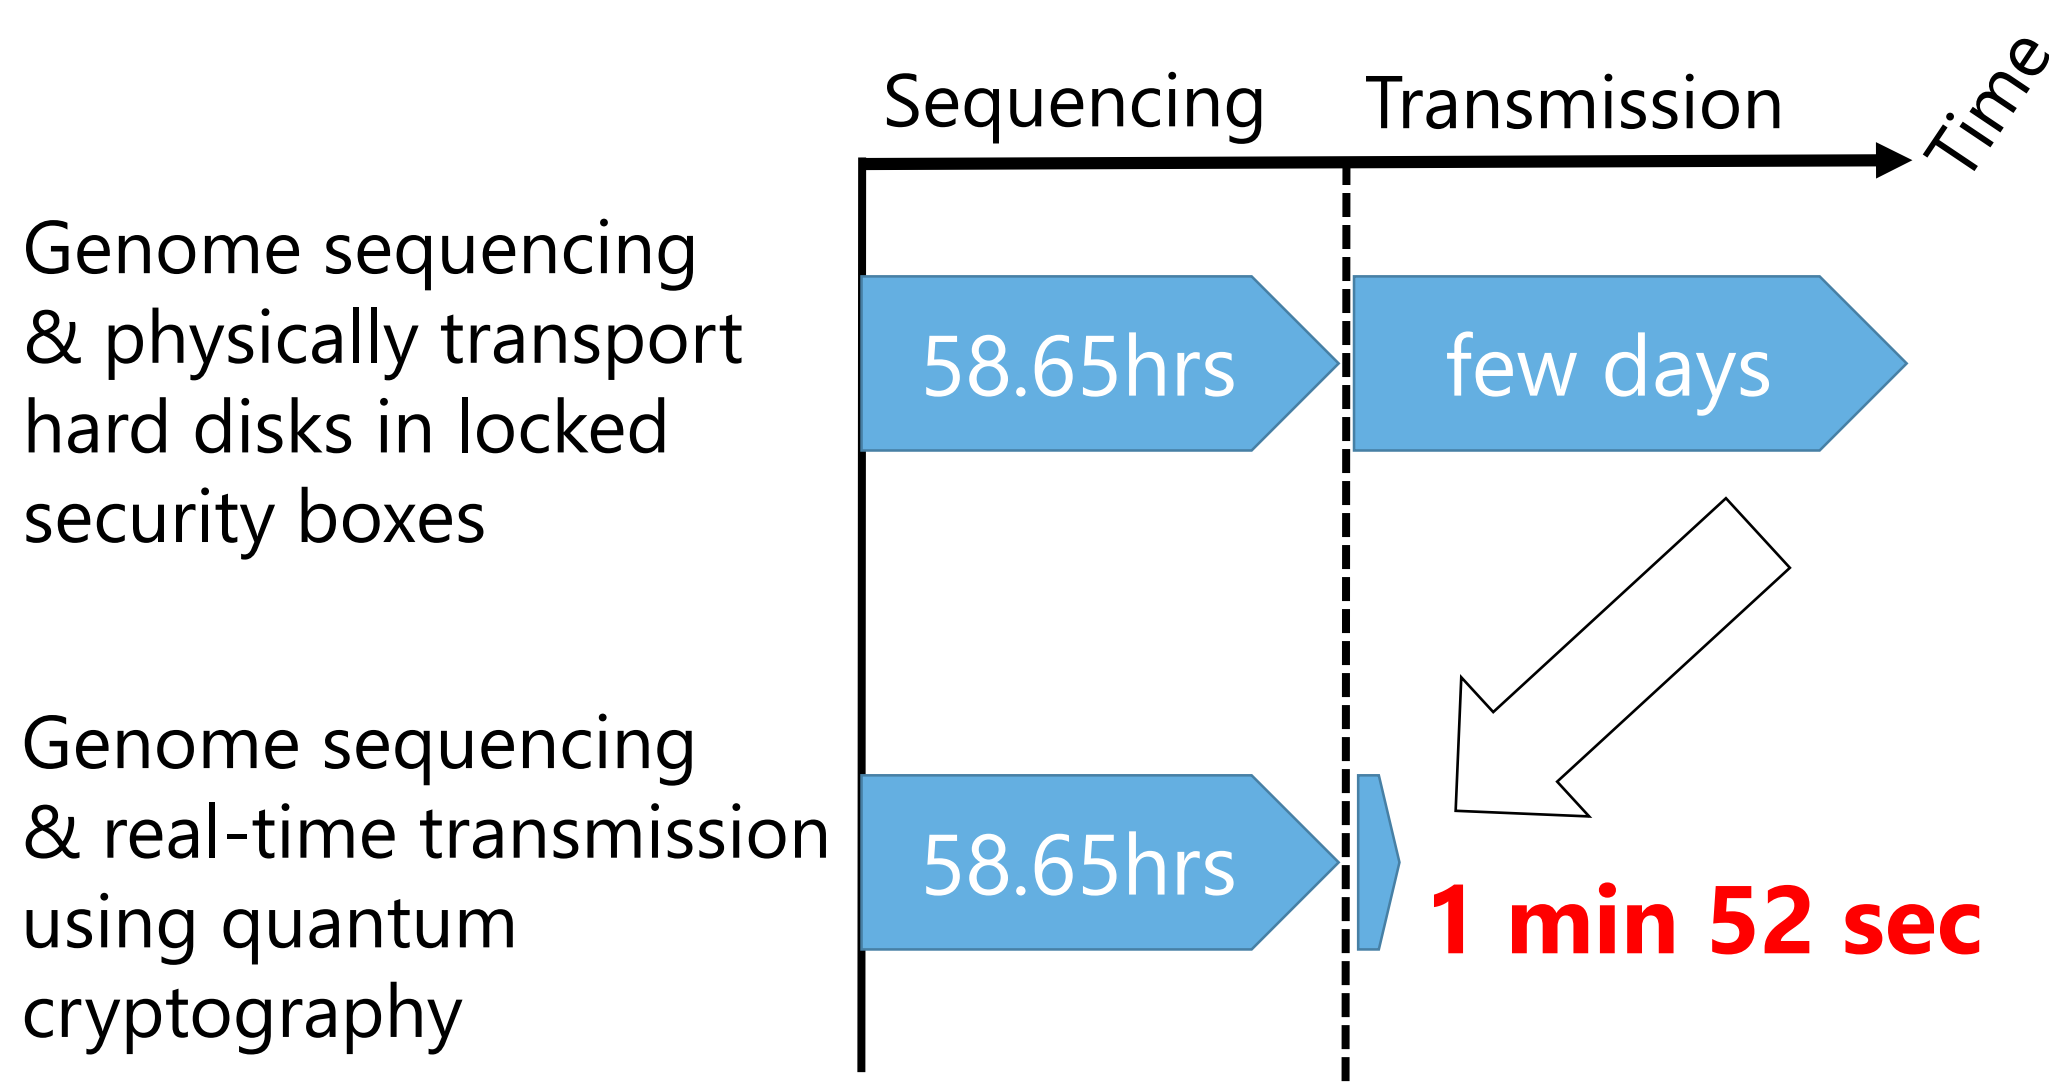 Sequencing
Transmission
Time
Genome sequencing
& physically transport
hard disks in locked
security boxes
58.65hrs
few days
Genome sequencing
& real-time transmission
using quantum
cryptography
58.65hrs
1 min 52 sec